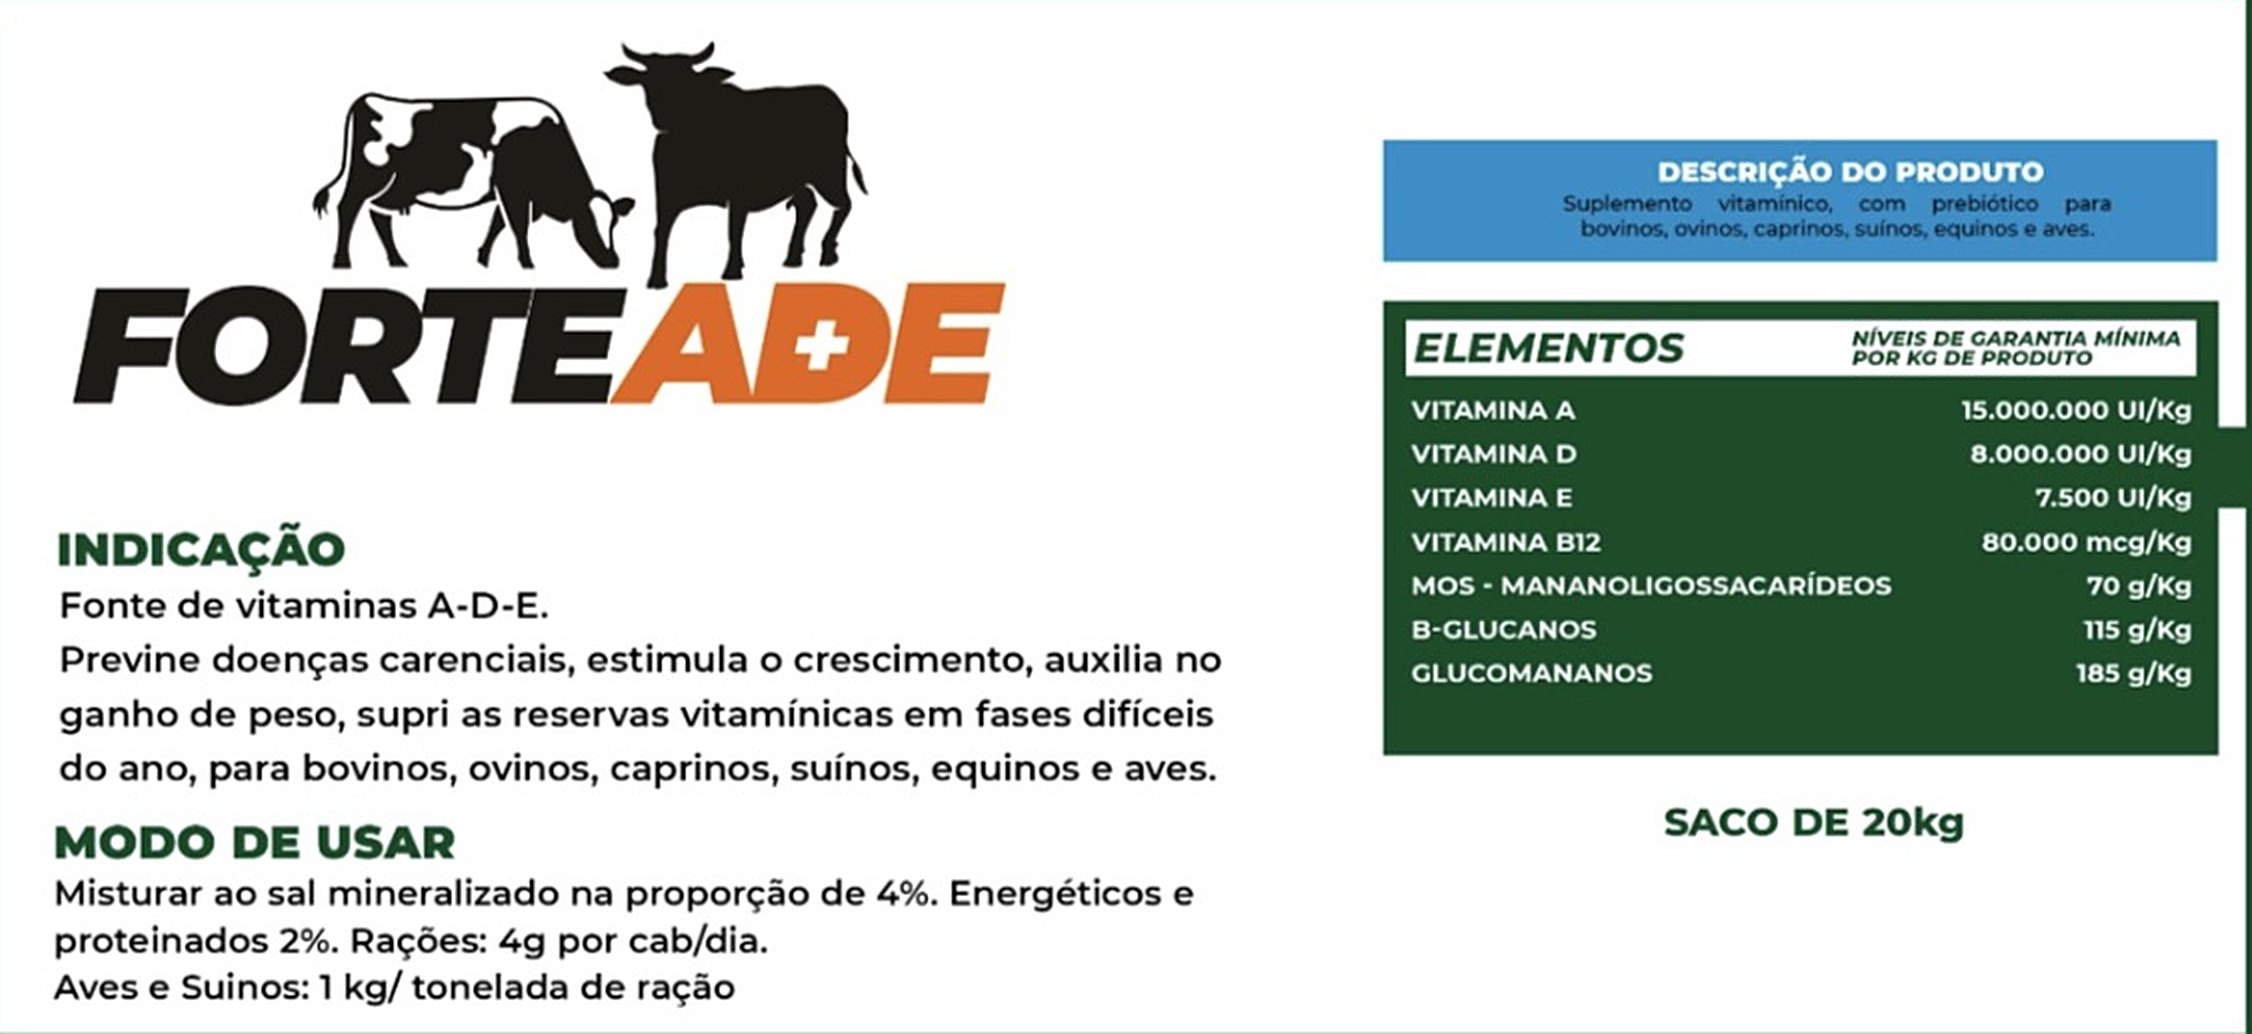 FORTEADE
INDICAÇÃO
Fonte de vitaminas A-D-E.
Previne doenças carenciais, estimula o crescimento, auxilia no
ganho de peso, supri as reservas vitamínicas em fases difíceis
do ano, para bovinos, ovinos, caprinos, suínos, equinos e aves.
MODO DE USAR
Misturar ao sal mineralizado na proporção de 4%. Energéticos e
proteinados 2%. Rações: 4g por cab/dia.
Aves e Suinos: 1 kg/ tonelada de ração
DESCRIÇÃO DO PRODUTO
Suplemento vitamínico, com prebiótico para
bovinos, ovinos, caprinos, suínos, equinos e aves.
ELEMENTOS NÍVEIS DE GARANTIA MÍNIMA
POR KG DE PRODUTO
VITAMINA A 15.000.000 UI/Kg
VITAMINA D 8.000.000 UI/Kg
VITAMINA E 7.500 UI/Kg
VITAMINA B12 80.000 mcg/Kg
MOS - MANANOLIGOSSACARÍDEOS 70 g/Kg
B-GLUCANOS 115 g/Kg
GLUCOMANANOS 185 g/Kg
SACO DE 20kg